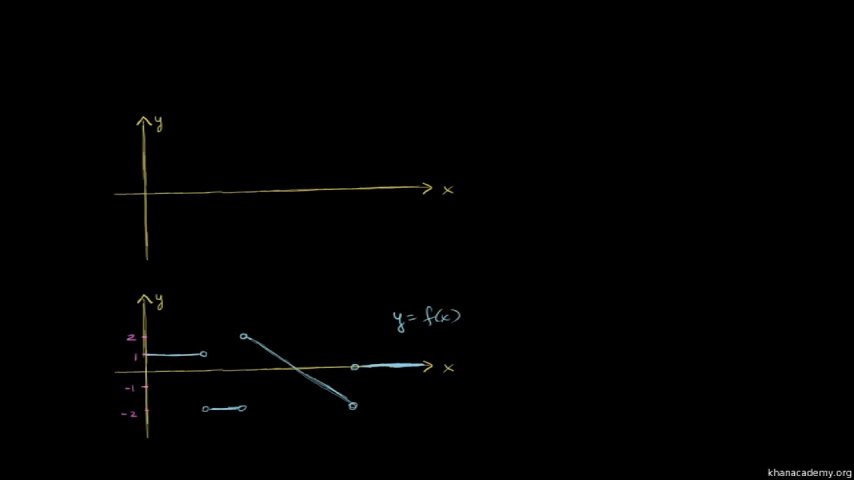 y
x
y
y = f(x)
2
1
x
-1
-2
khanacademy.org